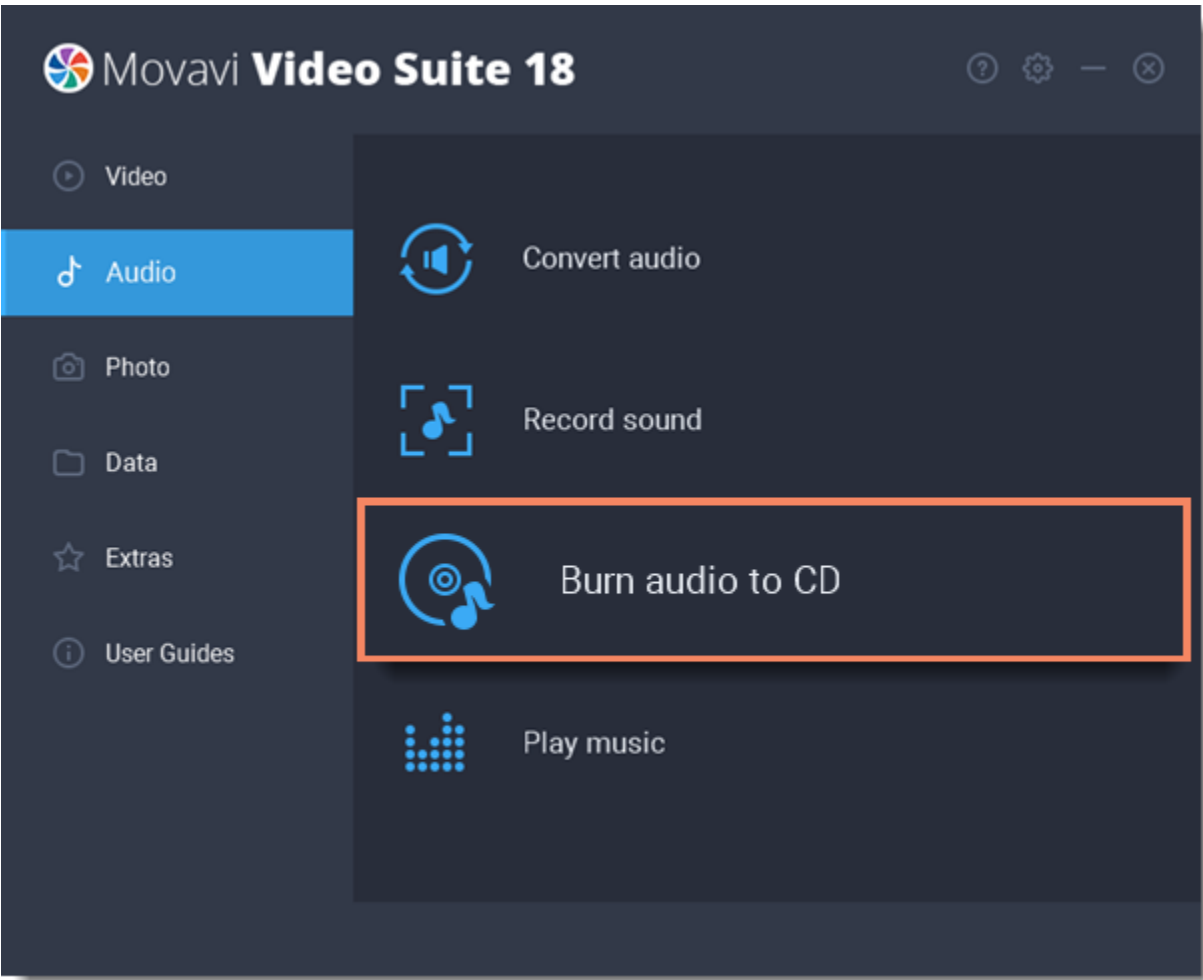 Movavi Video Suite 18
Video
Audio
Photo
Data
Extras
User Guides
Convert audio
Record sound
Burn audio to CD
Play music